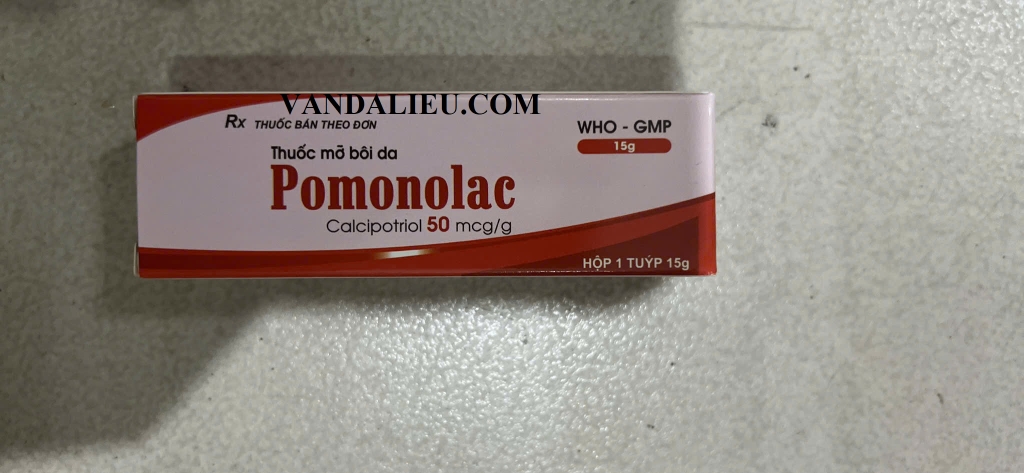 VANDALIEU.COM
Rx THUỐC BÁN THEO ĐƠN
WHO - GMP
15g
Thuốc mỡ bôi da
Pomonolac
Calcipotriol 50 mcg/g
HỘP 1 TUÝP 15g